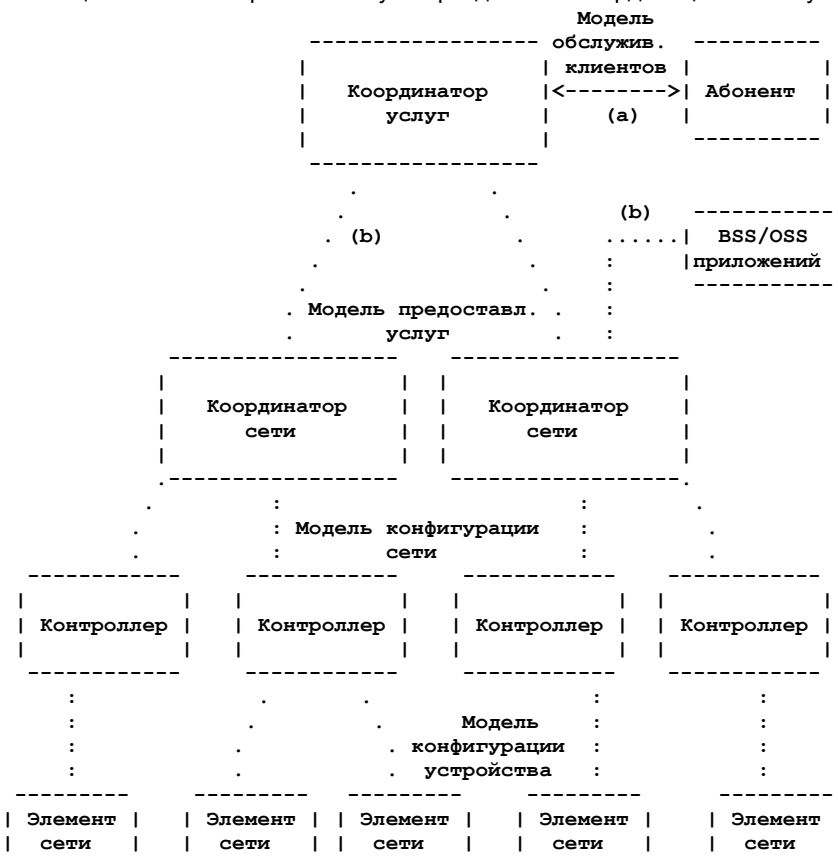 Модель
обслужив.
клиентов
Координатор
услуг
<-------->
Абонент
(a)
(b)
(b)
BSS/OSS
приложений
Модель предоставл.
услуг
Координатор
сети
Координатор
сети
Модель конфигурации
сети
Контроллер
Контроллер
Контроллер
Контроллер
Модель
конфигурации
устройства
Элемент
сети
Элемент
сети
Элемент
сети
Элемент
сети
Элемент
сети